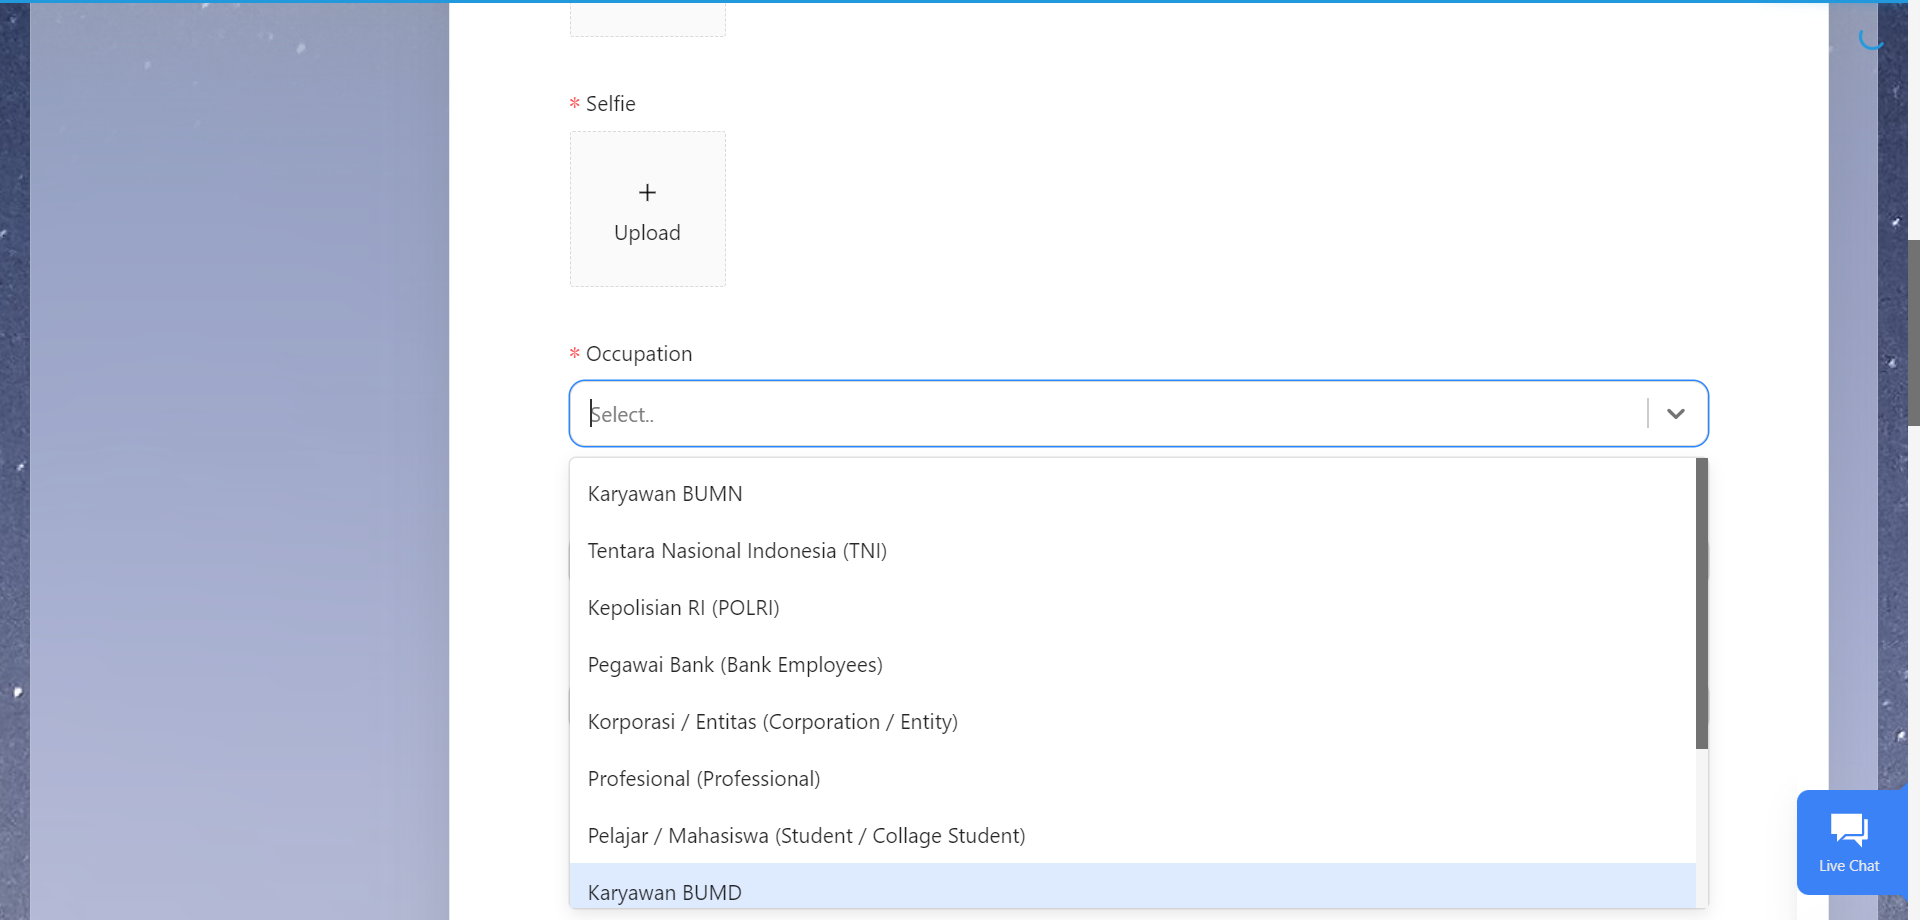 * Selfie
+
Upload
* Occupation
Select..
Karyawan BUMN
Tentara Nasional Indonesia (TNI)
Kepolisian RI (POLRI)
Pegawai Bank (Bank Employees)
Korporasi / Entitas (Corporation / Entity)
Profesional (Professional)
Pelajar / Mahasiswa (Student / Collage Student)
Karyawan BUMD
Live Chat